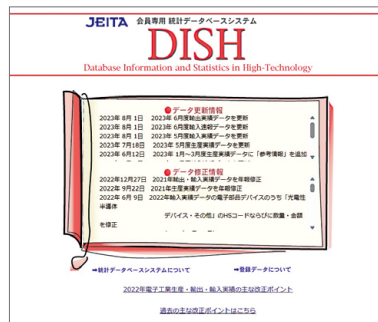 JEITA 会員専用 統計データベースシステム
DISH
Database Information and Statistics in High-Technology
データ更新情報
2023年 8月 1日 2023年 6月度輸出実績データを更新
2023年 8月 1日 2023年 6月度輸入速報データを更新
2023年 8月 1日 2023年 5月度輸入実績データを更新
2023年 7月18日 2023年 5月度生産実績データを更新
2023年 6月12日 2023年 1月~3月度生産実績データに「参考情報」を追加
データ修正情報
2022年12月27日 2021年輸出・輸入実績データを年報修正
2022年 9月22日 2021年生産実績データを年報修正
2022年 6月 9日 2022年輸入実績データの電子部品デバイスのうち「光電性
半導体
デバイス・その他」のHSコードならびに数量・金額
を修正
➡統計データベースシステムについて ➡登録データについて
2022年電子工業生産・輸出・輸入実績の主な改正ポイント
過去の主な改正ポイントはこちら